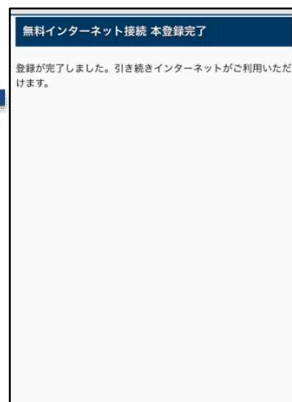 無料インターネット接続 本登録完了
登録が完了しました。引き続きインターネットがご利用いただ
けます。